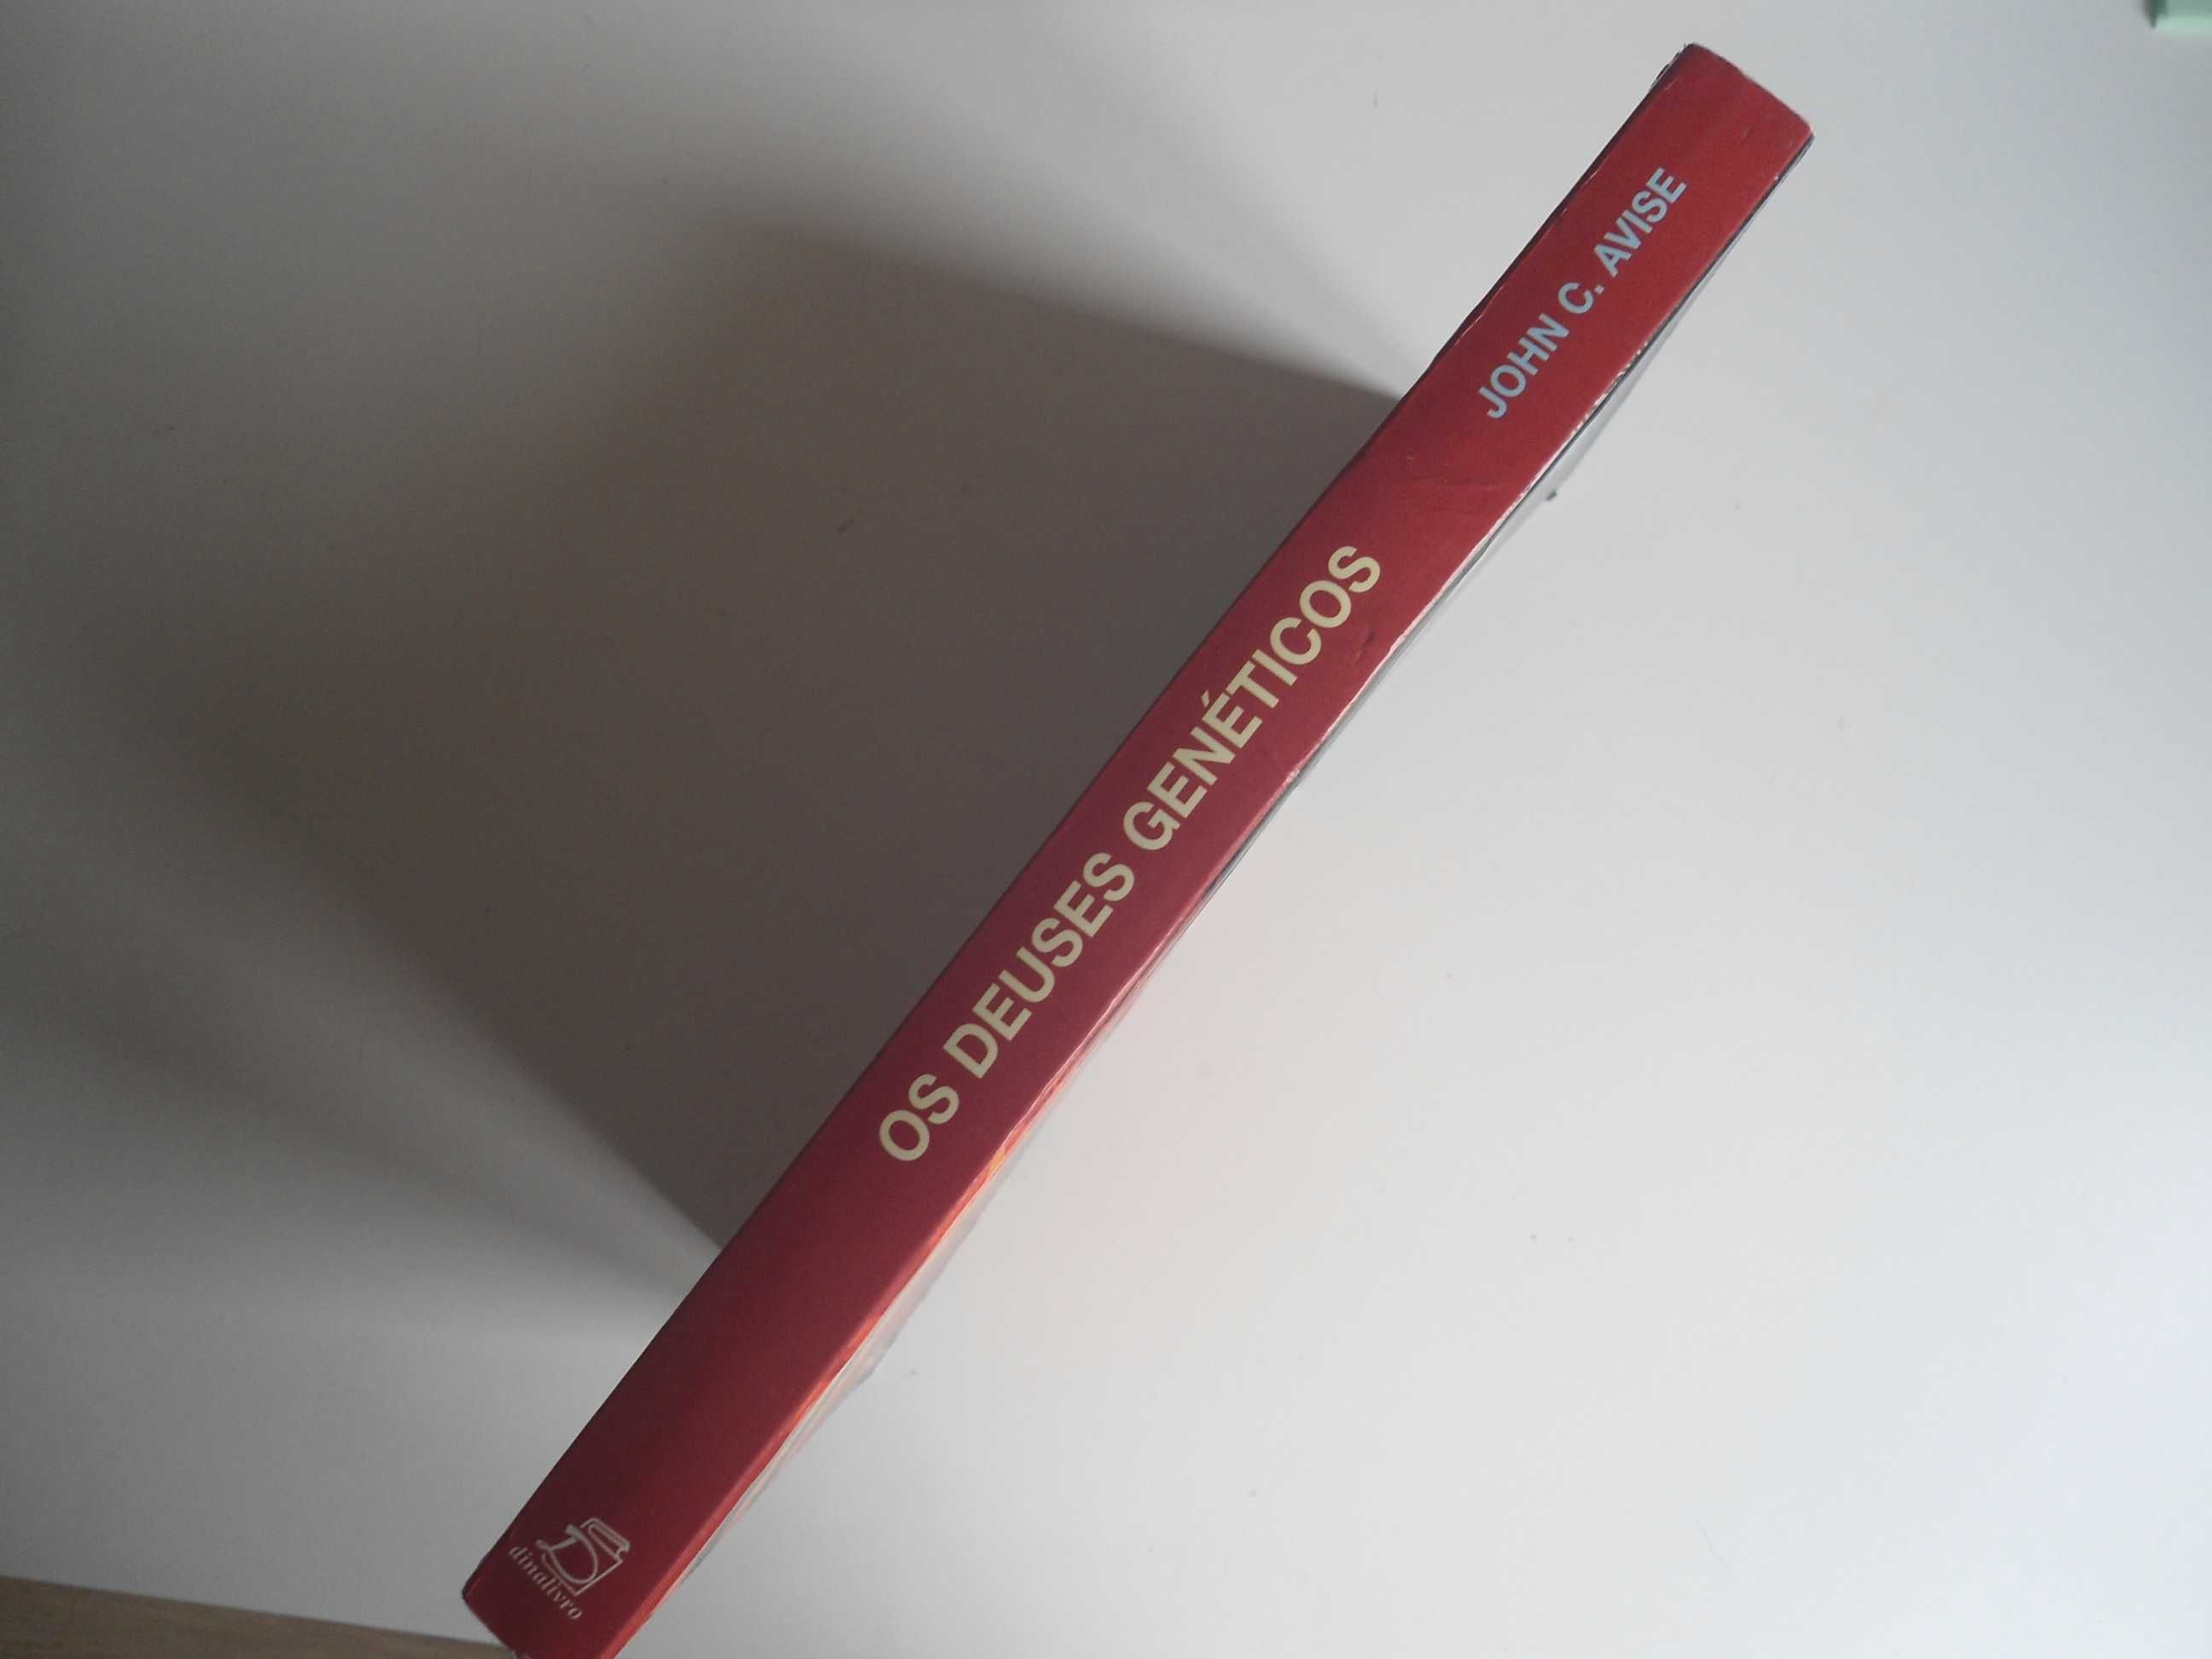 JOHN C. AVISE
OS DEUSES GENÉTICOS
dinalivro